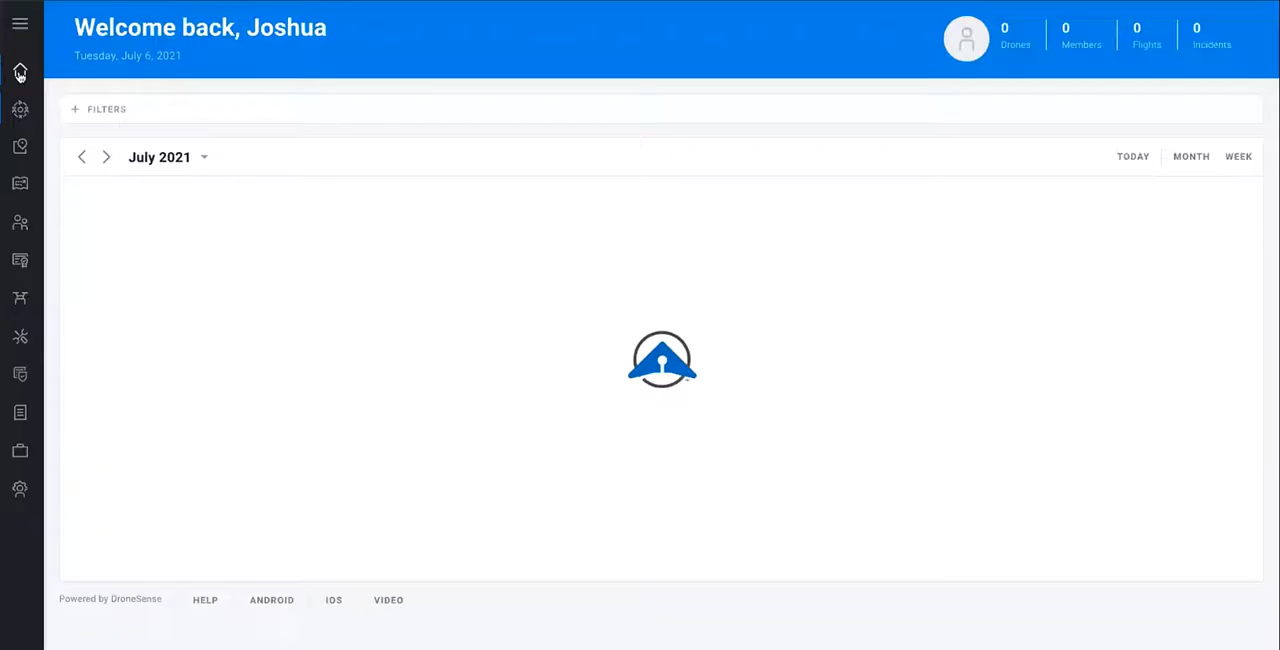 Welcome back, Joshua
Tuesday, July 6, 2021
0 Drones
0 Members
0 Flights
0 Incidents
+ FILTERS
July 2021
TODAY
MONTH
WEEK
Powered by DroneSense
HELP
ANDROID
IOS
VIDEO